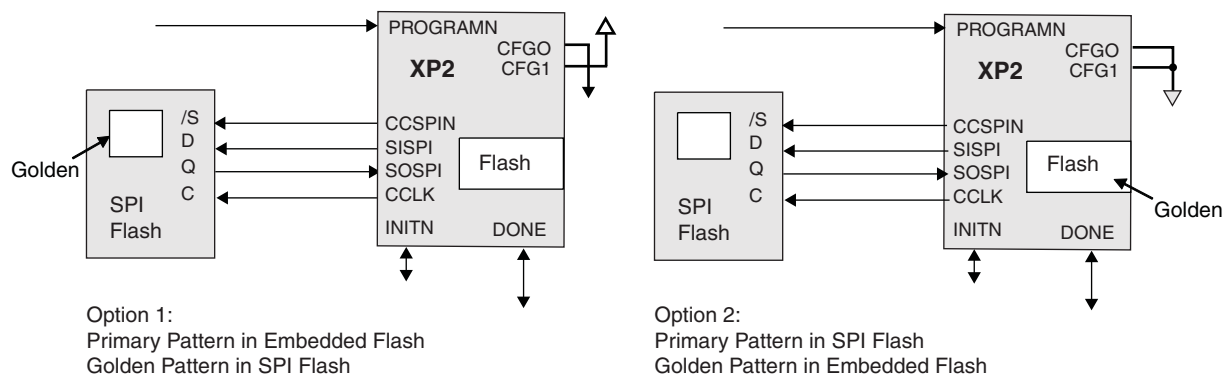 PROGRAMN
CFGO
CFG1
XP2
/S
D
Q
C
SPI
Flash
Golden
CCSPIN
SISPI
SOSPI
CCLK
Flash
INITN DONE
Option 1:
Primary Pattern in Embedded Flash
Golden Pattern in SPI Flash
PROGRAMN
CFGO
CFG1
XP2
/S
D
Q
C
SPI
Flash
CCSPIN
SISPI
SOSPI
CCLK
Flash
Golden
INITN DONE
Option 2:
Primary Pattern in SPI Flash
Golden Pattern in Embedded Flash